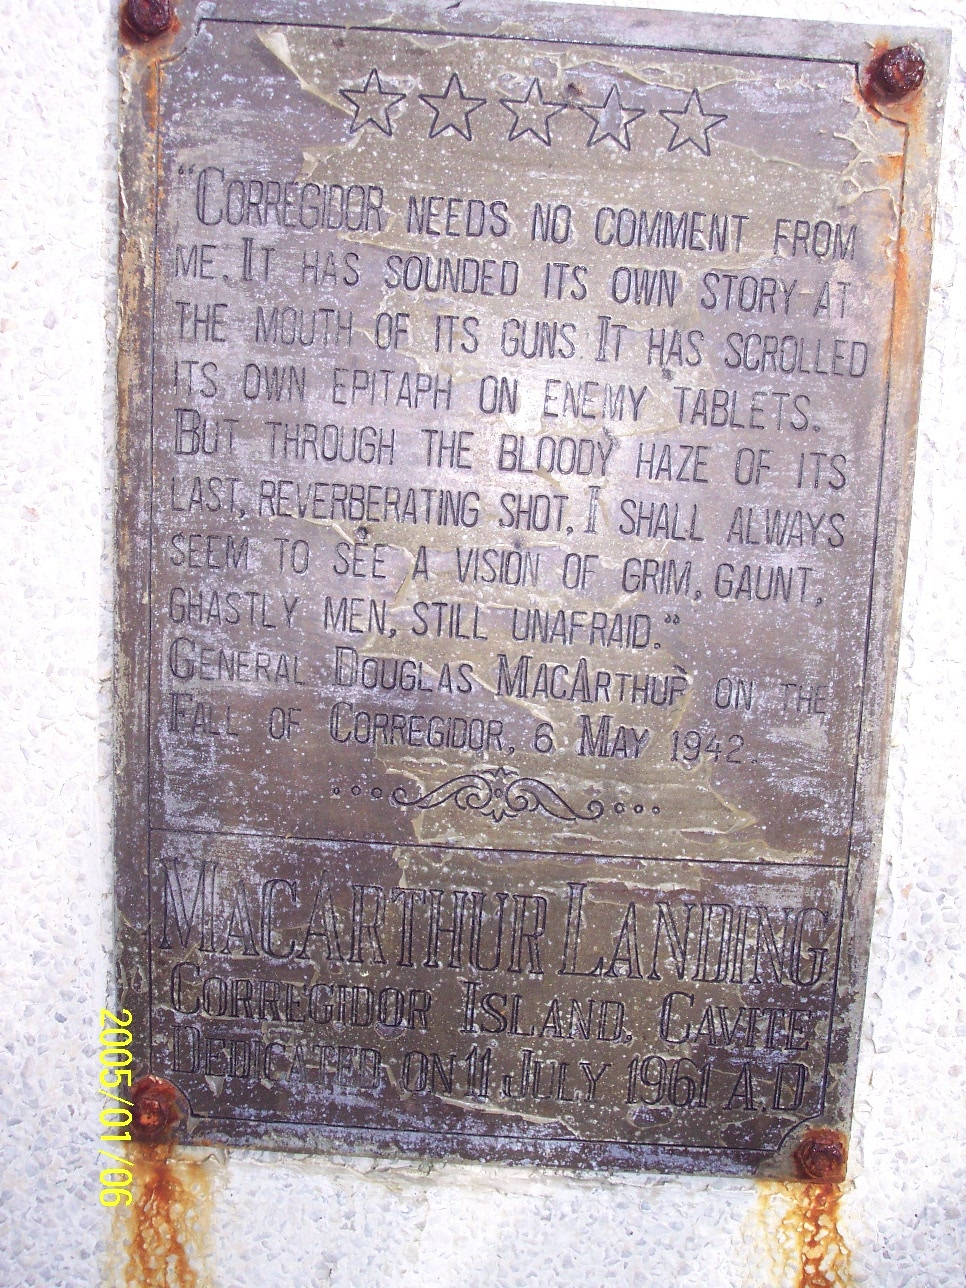 “CORREGIDOR NEEDS NO COMMENT FROM
ME. IT HAS SOUNDED ITS OWN STORY AT
THE MOUTH OF ITS GUNS. IT HAS SCROLLED
ITS OWN EPITAPH ON ENEMY TABLETS.
BUT THROUGH THE BLOODY HAZE OF ITS
LAST, REVERBERATING SHOT, I SHALL ALWAYS
SEEM TO SEE A VISION OF GRIM, GAUNT,
GHASTLY MEN, STILL UNAFRAID.”
GENERAL DOUGLAS MACARTHUR ON THE
FALL OF CORREGIDOR, 6 MAY 1942.
MACARTHUR LANDING
CORREGIDOR ISLAND, CAVITE
DEDICATED ON 11 JULY 1961 A.D
2005/01/06